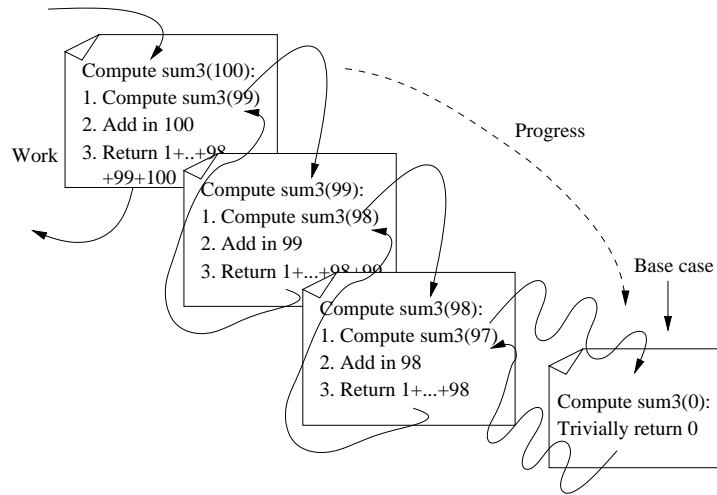 Compute sum3(100):
1. Compute sum3(99)
2. Add in 100
3. Return 1+..+98
+99+100
Work
Compute sum3(99):
1. Compute sum3(98)
2. Add in 99
3. Return 1+...+98+99
Compute sum3(98):
1. Compute sum3(97)
2. Add in 98
3. Return 1+...+98
Progress
Base case
Compute sum3(0):
Trivially return 0